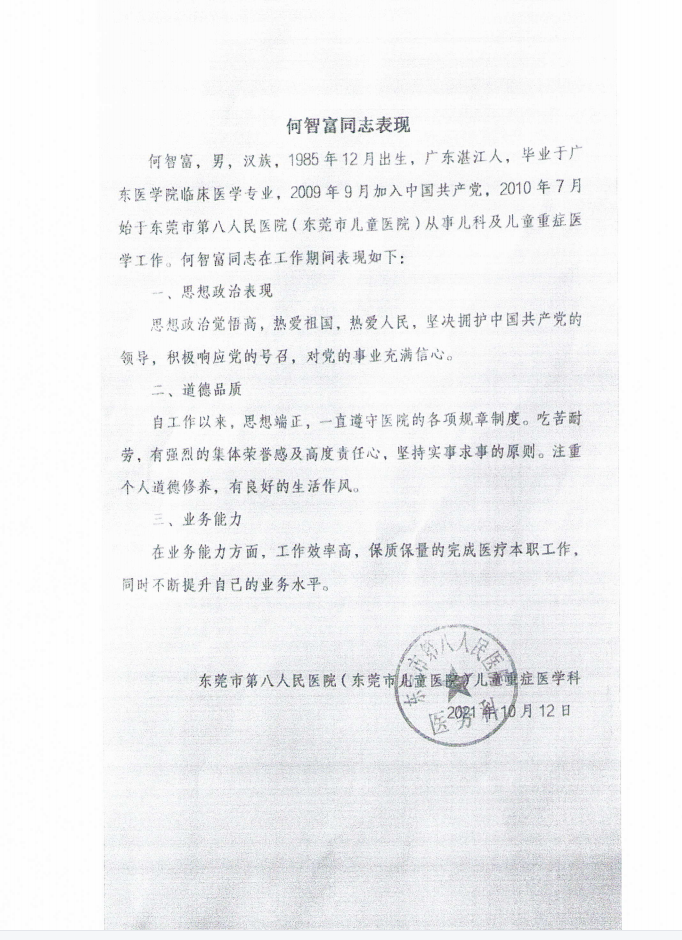 何智富同志表现
何智富，男，汉族，1985年12月出生，广东湛江人，毕业于广
东医学院临床医学专业，2009年9月加入中国共产党，2010年7月
始于东莞市第八人民医院（东莞市儿童医院）从事儿科及儿童重症医
学工作。何智富同志在工作期间表现如下：
一、思想政治表现
思想政治觉悟高，热爱祖国，热爱人民，坚决拥护中国共产党的
领导，积极响应党的号召，对党的事业充满信心。
二、道德品质
自工作以来，思想端正，一直遵守医院的各项规章制度。吃苦耐
劳，有强烈的集体荣誉感及高度责任心，坚持实事求事的原则。注重
个人道德修养，有良好的生活作风。
三、业务能力
在业务能力方面，工作效率高，保质保量的完成医疗本职工作，
同时不断提升自己的业务水平。
东莞市第八人民医院（东莞市儿童医院）儿童重症医学科
2021年10月12日
东莞市第八人民医院
医务科